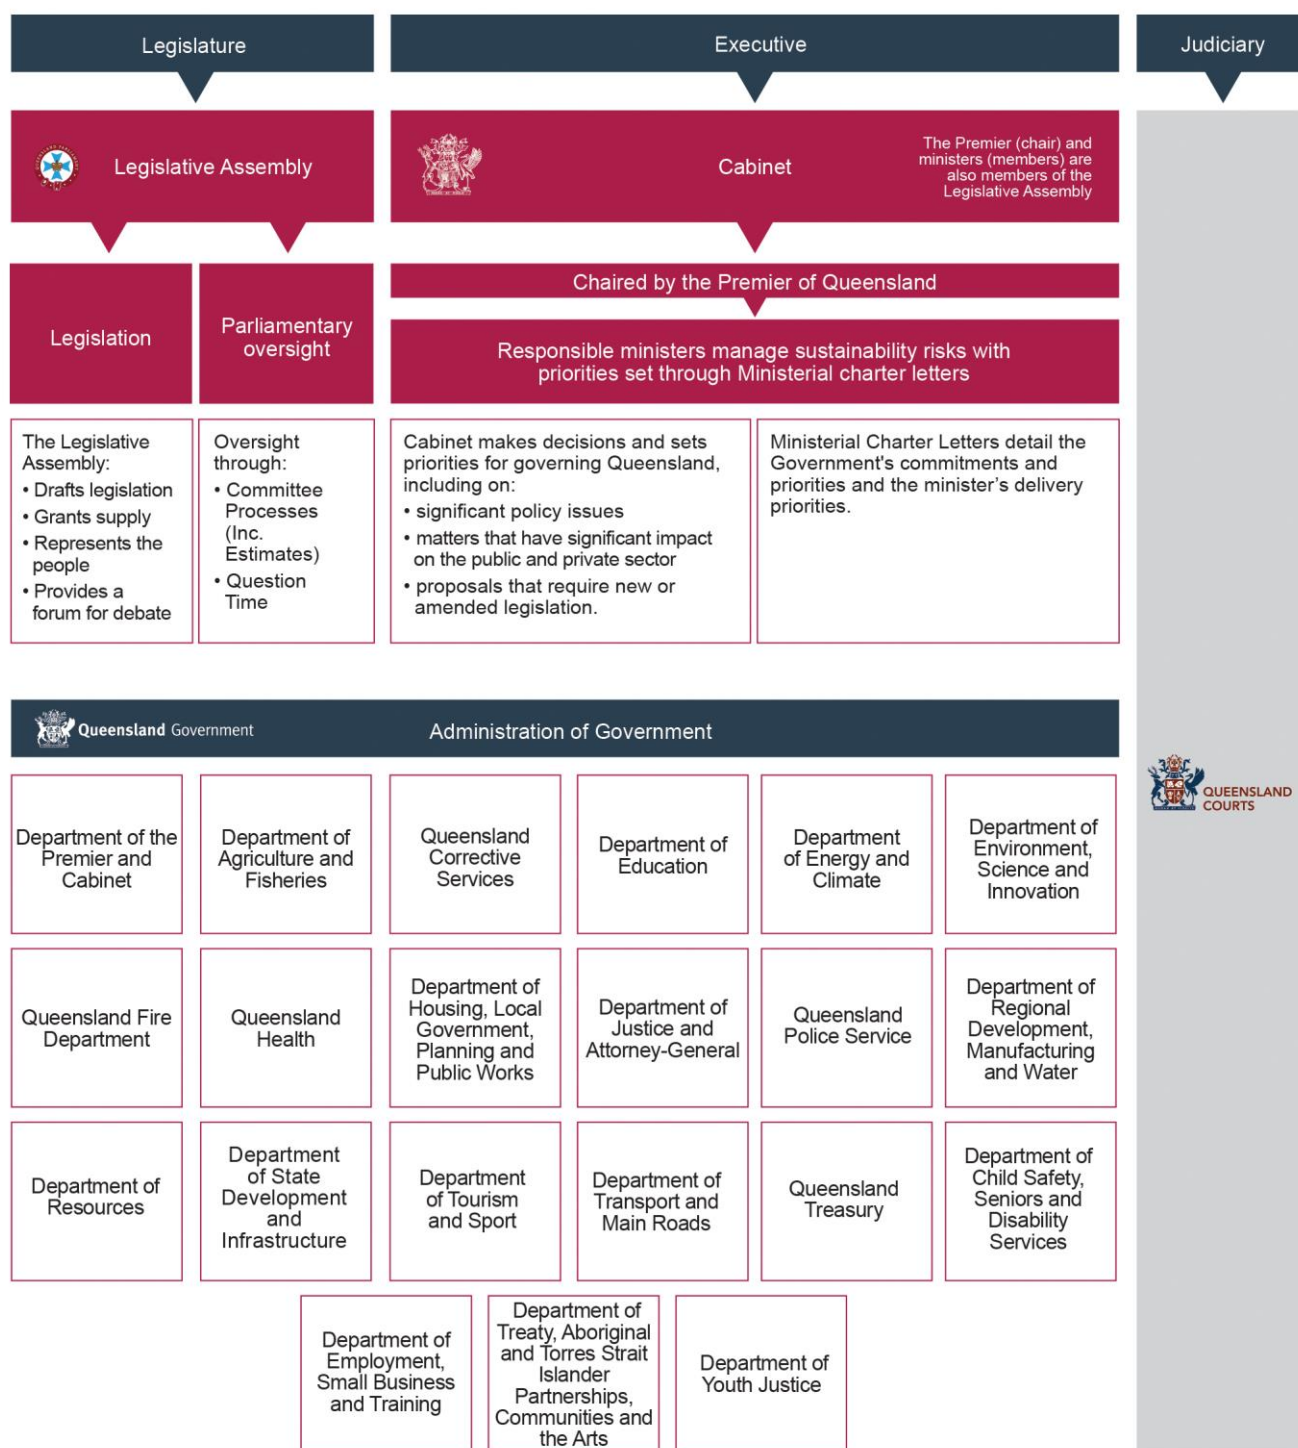 Legislature
Executive
Judiciary
Legislative Assembly
Cabinet
The Premier (chair) and
ministers (members) are
also members of the
Legislative Assembly
Legislation
Parliamentary
oversight
Chaired by the Premier of Queensland
Responsible ministers manage sustainability risks with
priorities set through Ministerial charter letters
The Legislative
Assembly:
• Drafts legislation
• Grants supply
• Represents the
people
• Provides a
forum for debate
Oversight
through:
• Committee
Processes
(Inc.
Estimates)
• Question
Time
Cabinet makes decisions and sets
priorities for governing Queensland,
including on:
• significant policy issues
• matters that have significant impact
on the public and private sector
• proposals that require new or
amended legislation.
Ministerial Charter Letters detail the
Government's commitments and
priorities and the minister’s delivery
priorities.
Queensland Government
Administration of Government
QUEENSLAND
COURTS
Department of the
Premier and
Cabinet
Department of
Agriculture and
Fisheries
Queensland
Corrective
Services
Department of
Education
Department
of Energy and
Climate
Department of
Environment,
Science and
Innovation
Queensland Fire
Department
Queensland
Health
Department of
Housing, Local
Government,
Planning and
Public Works
Department of
Justice and
Attorney-General
Queensland
Police Service
Department of
Regional
Development,
Manufacturing
and Water
Department of
Resources
Department
of State
Development
and
Infrastructure
Department
of Tourism
and Sport
Department of
Transport and
Main Roads
Queensland
Treasury
Department of
Child Safety,
Seniors and
Disability
Services
Department of
Employment,
Small Business
and Training
Department of
Treaty, Aboriginal
and Torres Strait
Islander
Partnerships,
Communities and
the Arts
Department of
Youth Justice